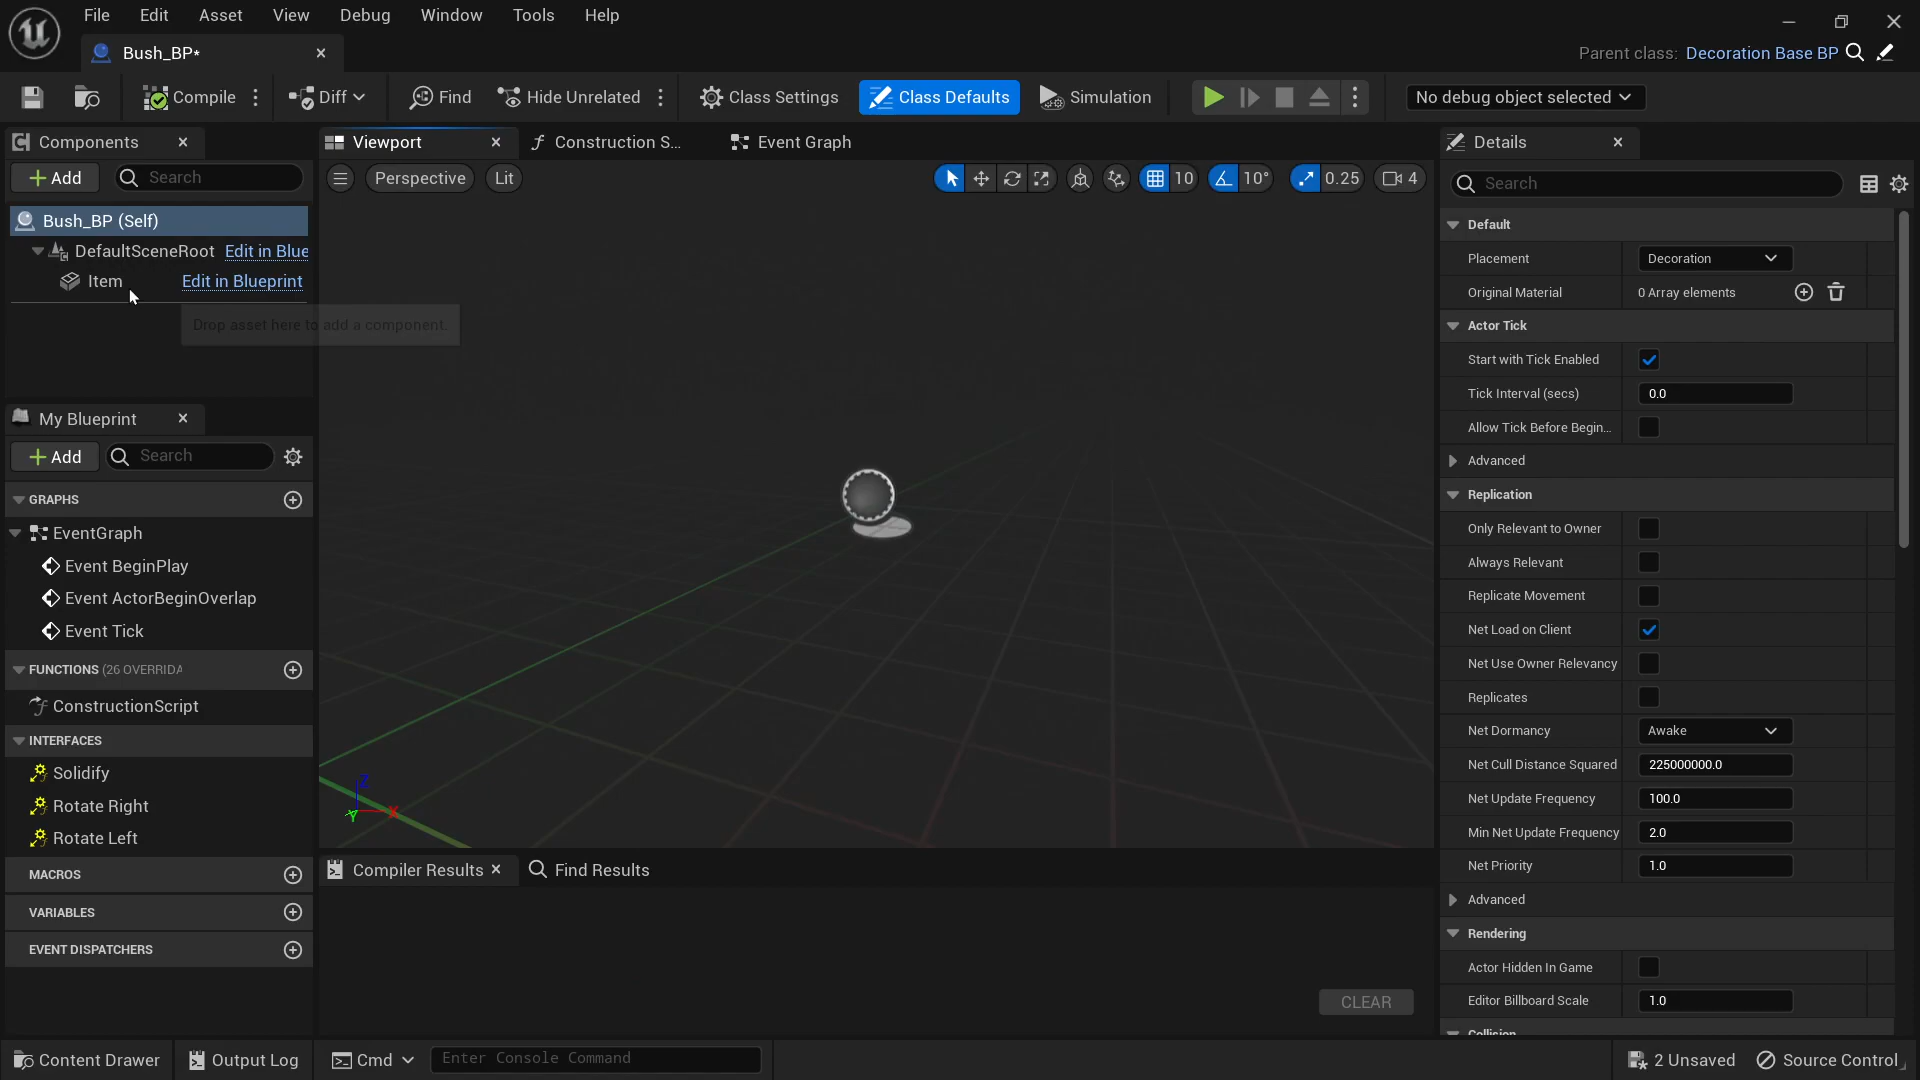 File Edit Asset View Debug Window Tools Help
Bush_BP*
Parent class: Decoration Base BP
Compile Diff Find Hide Unrelated Class Settings Class Defaults Simulation No debug object selected
Components Viewport Construction S... Event Graph Details
Add Search Perspective Lit 10 10° 0.25 4 Search
Bush_BP (Self)
DefaultSceneRoot Edit in Blue
Item Edit in Blueprint
Drop asset here to add a component.
My Blueprint
Add Search
GRAPHS
EventGraph
Event BeginPlay
Event ActorBeginOverlap
Event Tick
FUNCTIONS (26 OVERRIDA
ConstructionScript
INTERFACES
Solidify
Rotate Right
Rotate Left
MACROS
VARIABLES
EVENT DISPATCHERS
Z
Y X
Compiler Results Find Results
CLEAR
Default
Placement Decoration
Original Material 0 Array elements
Actor Tick
Start with Tick Enabled
Tick Interval (secs) 0.0
Allow Tick Before Begin...
Advanced
Replication
Only Relevant to Owner
Always Relevant
Replicate Movement
Net Load on Client
Net Use Owner Relevancy
Replicates
Net Dormancy Awake
Net Cull Distance Squared 225000000.0
Net Update Frequency 100.0
Min Net Update Frequency 2.0
Net Priority 1.0
Advanced
Rendering
Actor Hidden In Game
Editor Billboard Scale 1.0
Collision
Content Drawer Output Log Cmd Enter Console Command 2 Unsaved Source Control